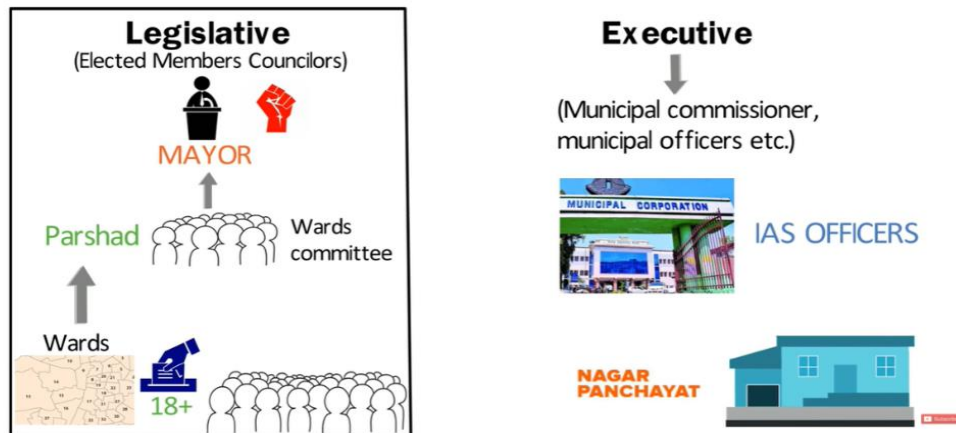 Legislative
(Elected Members Councilors)
MAYOR
Parshad
Wards
committee
Wards
18+
Executive
(Municipal commissioner,
municipal officers etc.)
MUNICIPAL CORPORATION
IAS OFFICERS
NAGAR
PANCHAYAT